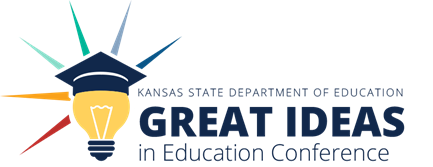 KANSAS STATE DEPARTMENT OF EDUCATION
GREAT IDEAS
in Education Conference